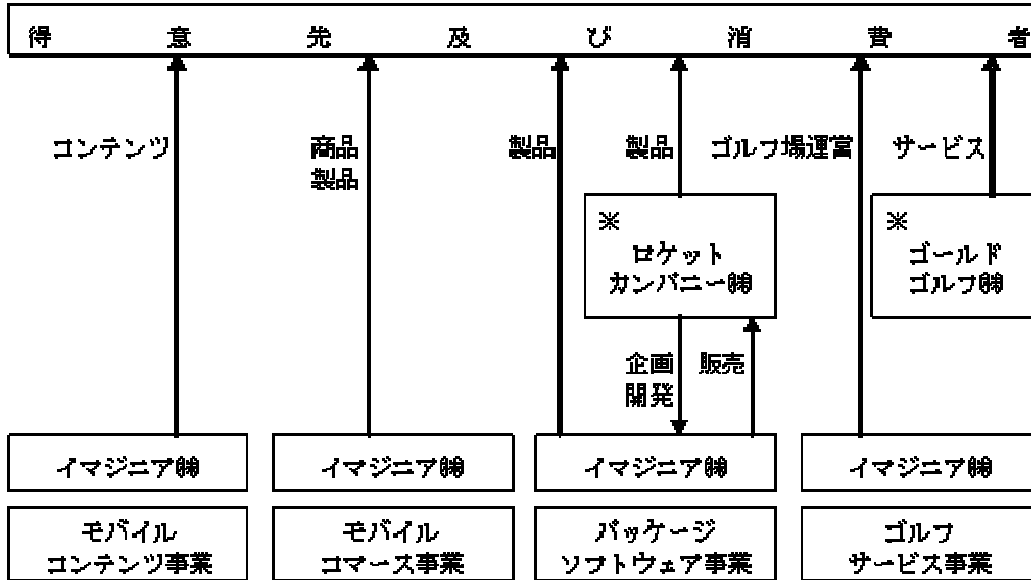 得意先及び消費者
コンテンツ
商品
製品
製品
製品
ゴルフ場運営
サービス
※
ロケット
カンパニー㈱
※
ゴールド
ゴルフ㈱
企画
開発
販売
イマジニア㈱
イマジニア㈱
イマジニア㈱
イマジニア㈱
モバイル
コンテンツ事業
モバイル
コマース事業
パッケージ
ソフトウェア事業
ゴルフ
サービス事業